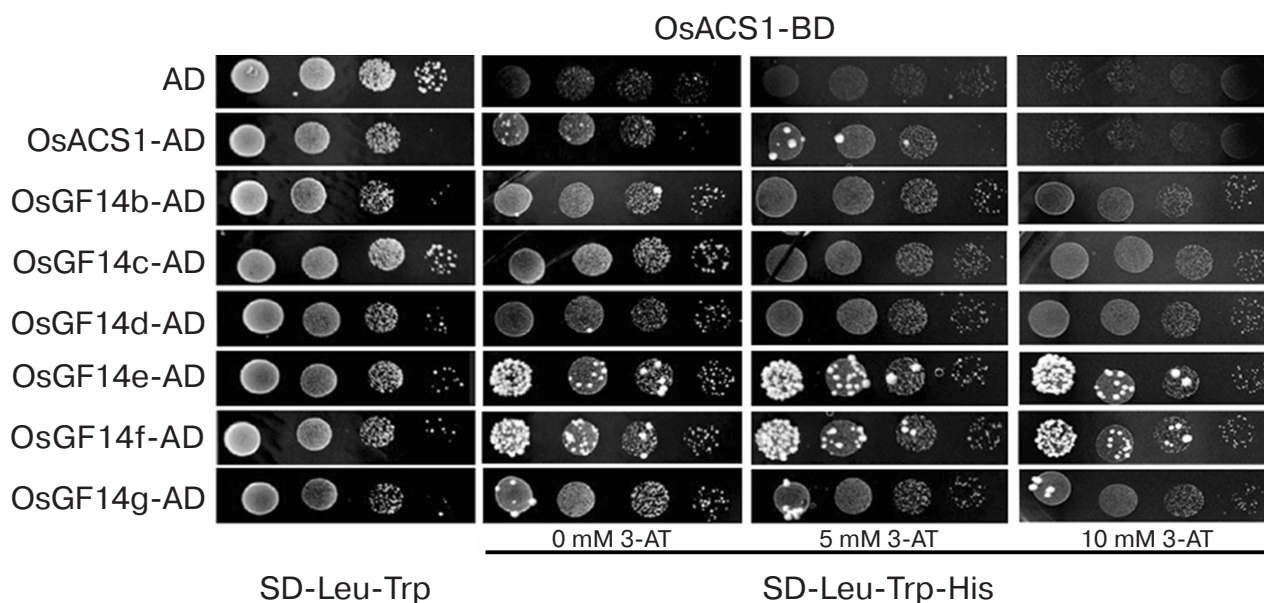 OsACS1-BD
AD
OsACS1-AD
OsGF14b-AD
OsGF14c-AD
OsGF14d-AD
OsGF14e-AD
OsGF14f-AD
OsGF14g-AD
0 mM 3-AT 5 mM 3-AT 10 mM 3-AT
SD-Leu-Trp SD-Leu-Trp-His